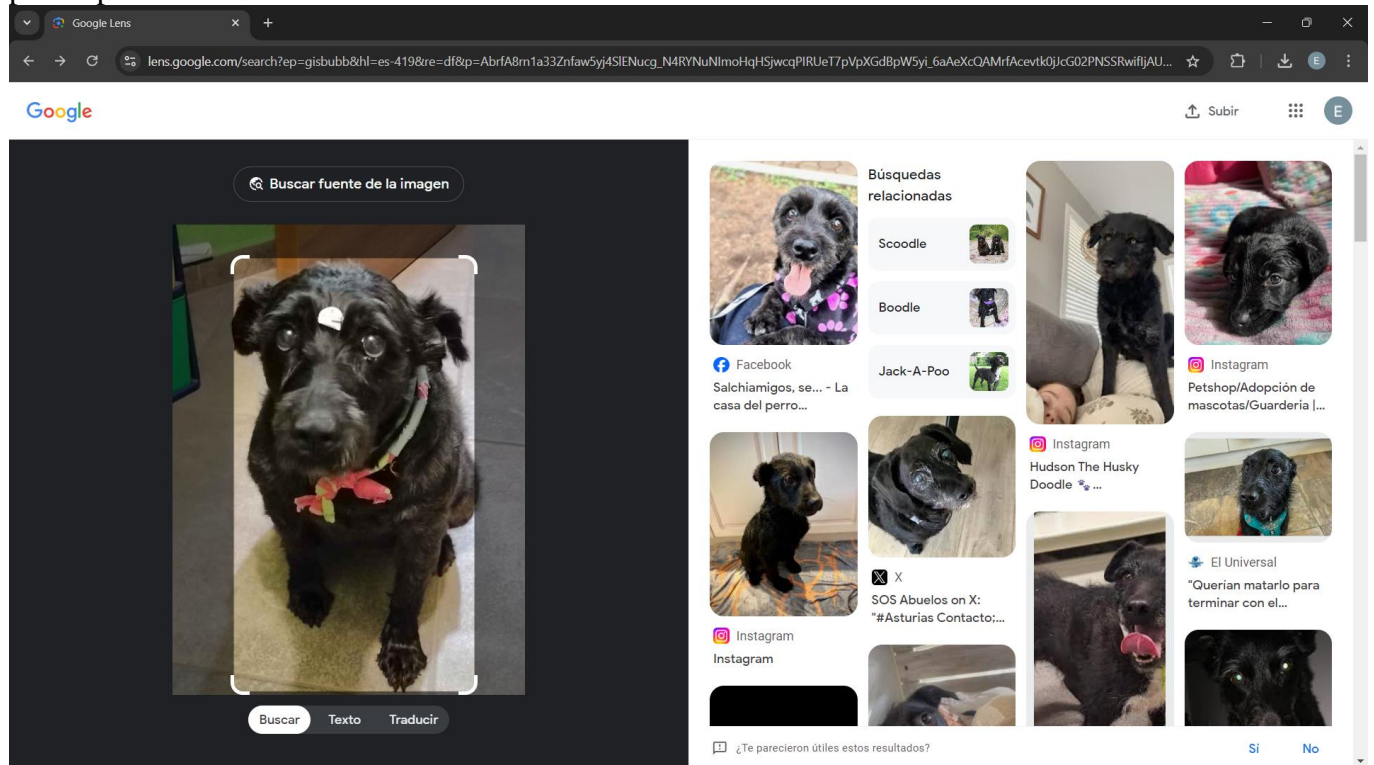 Google Lens
lens.google.com/search?ep=gisbubb&hl=es-419&re=df&p=AbrfA8rn1a33Znfaw5yj4SlENucg_N4RYNuNImoHqHSjwcqPIRUeT7pVpXGdBpW5yi_6aAeXcQAMrfAcevtk0jJcG02PNSSRwifljAU...
E
Google
Subir
E
Buscar fuente de la imagen
Buscar
Texto
Traducir
Facebook
Salchiamigos, se... - La
casa del perro...
Instagram
Instagram
Búsquedas
relacionadas
Scoodle
Boodle
Jack-A-Poo
X
SOS Abuelos on X:
"#Asturias Contacto;...
Instagram
Hudson The Husky
Doodle 🐾 ...
Instagram
Petshop/Adopción de
mascotas/Guarderia |...
El Universal
"Querían matarlo para
terminar con el...
¿Te parecieron útiles estos resultados?
Sí
No